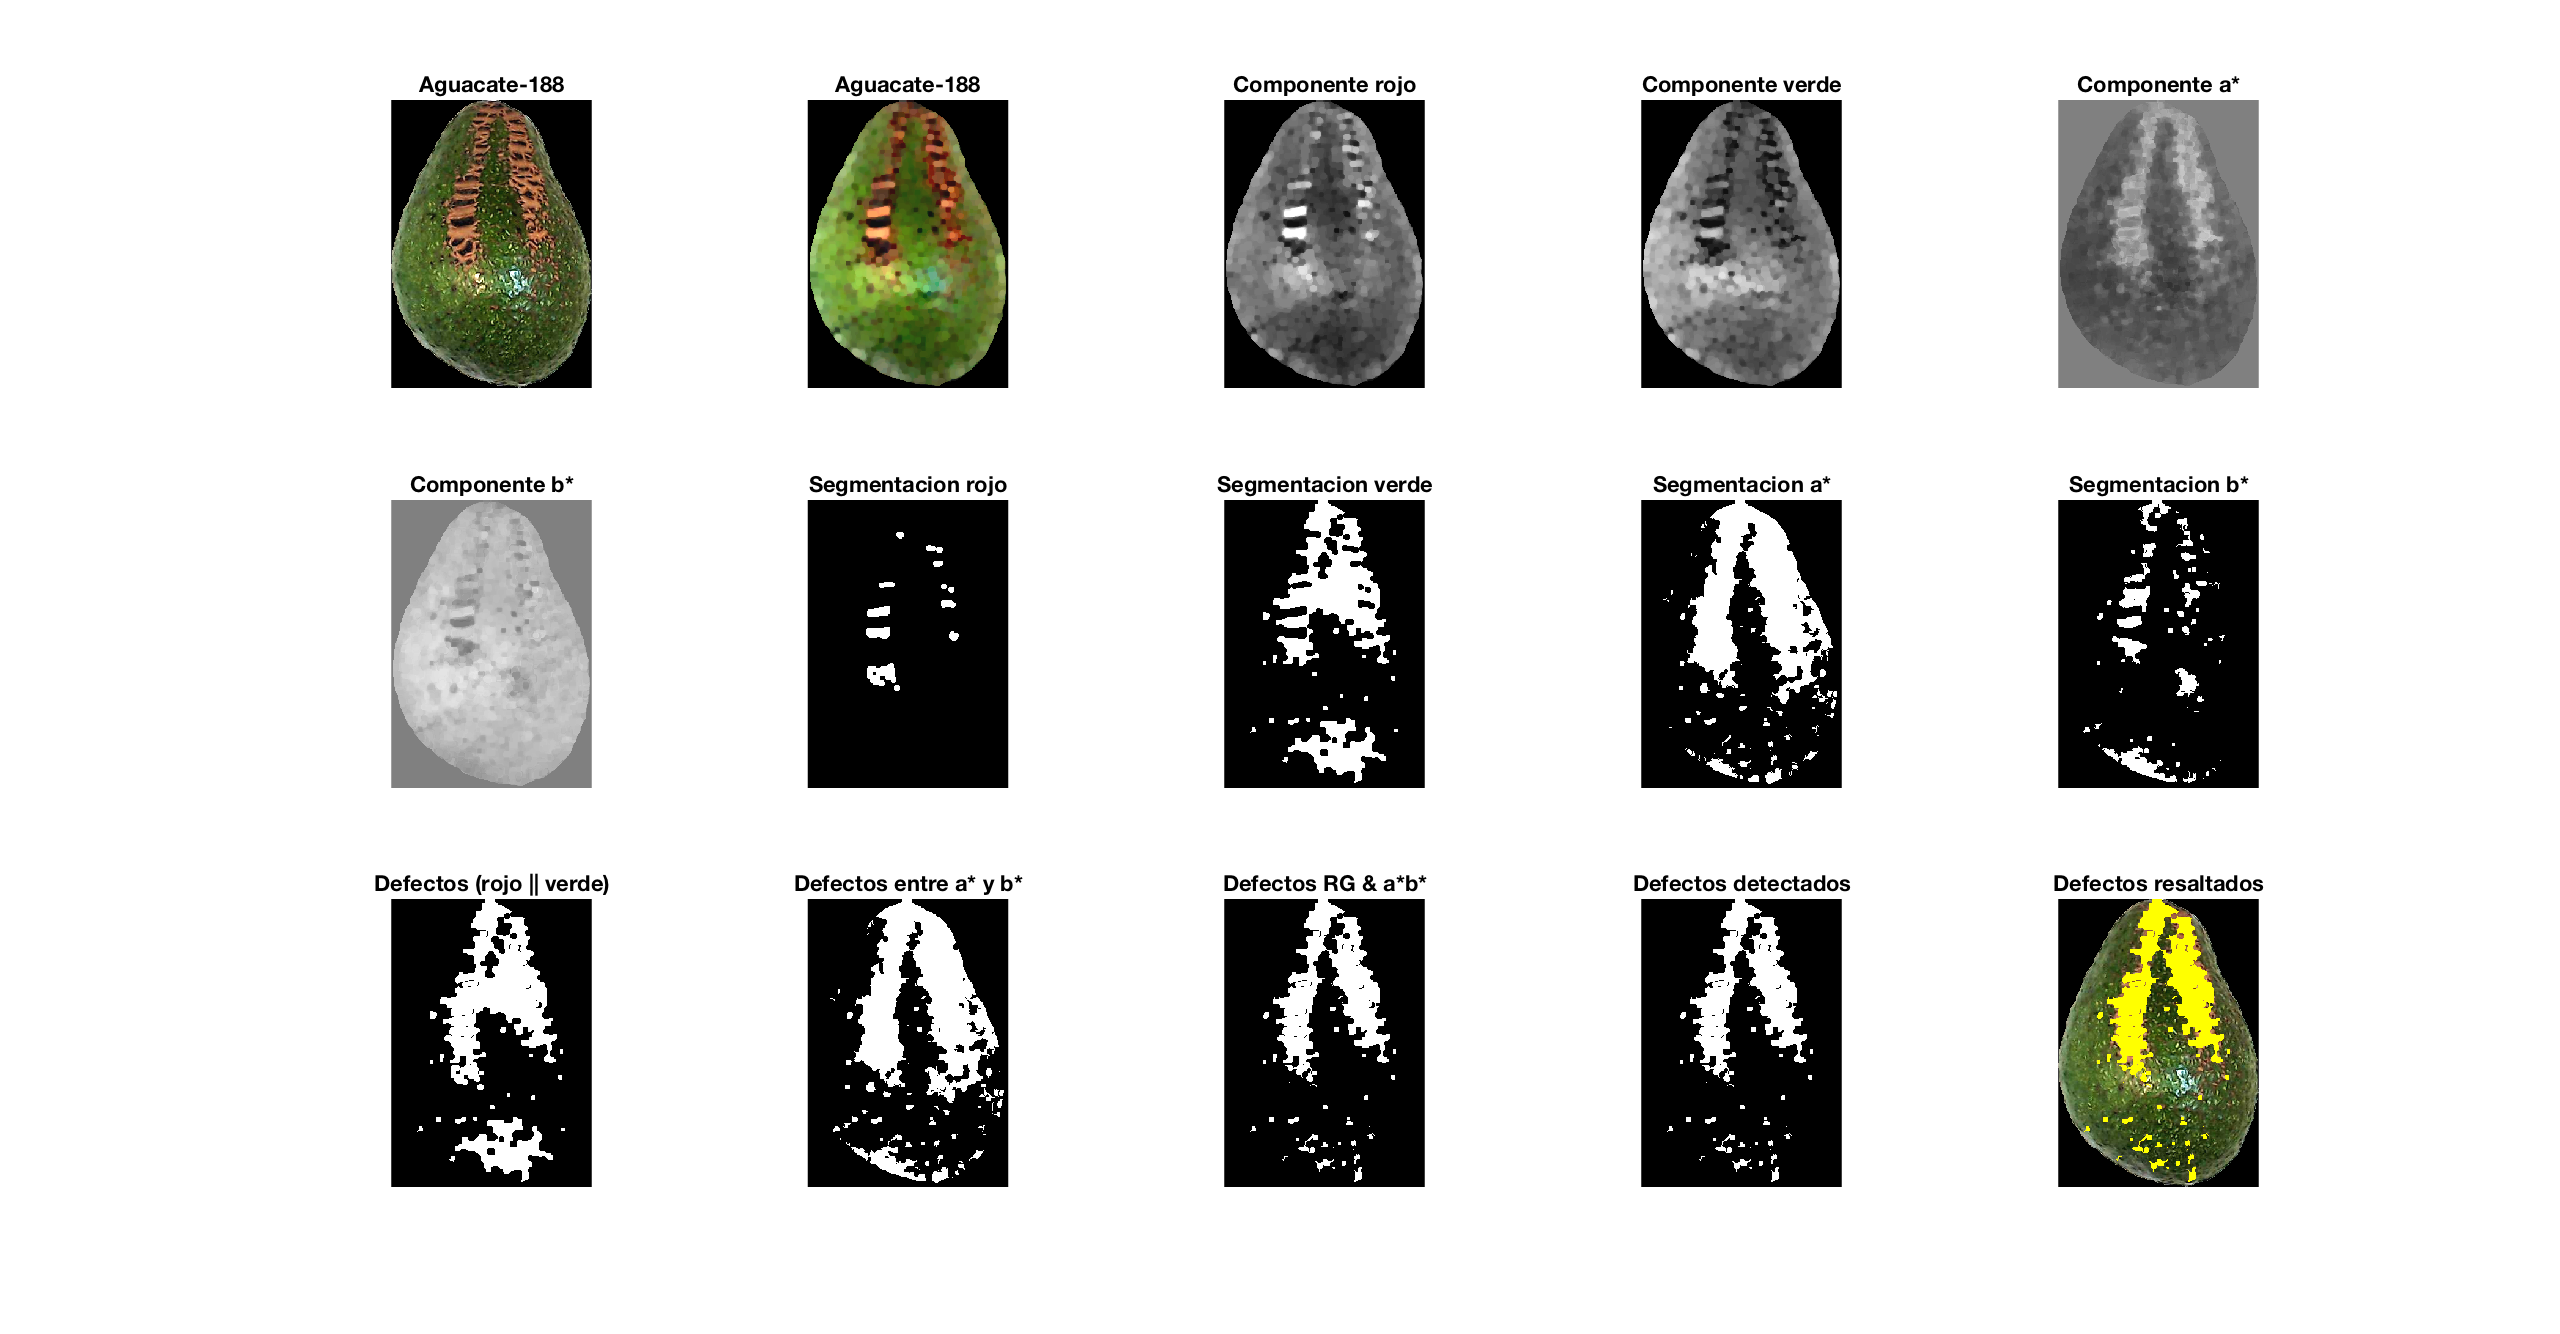 Aguacate-188
Aguacate-188
Componente rojo
Componente verde
Componente a*
Componente b*
Segmentacion rojo
Segmentacion verde
Segmentacion a*
Segmentacion b*
Defectos (rojo || verde)
Defectos entre a* y b*
Defectos RG & a*b*
Defectos detectados
Defectos resaltados